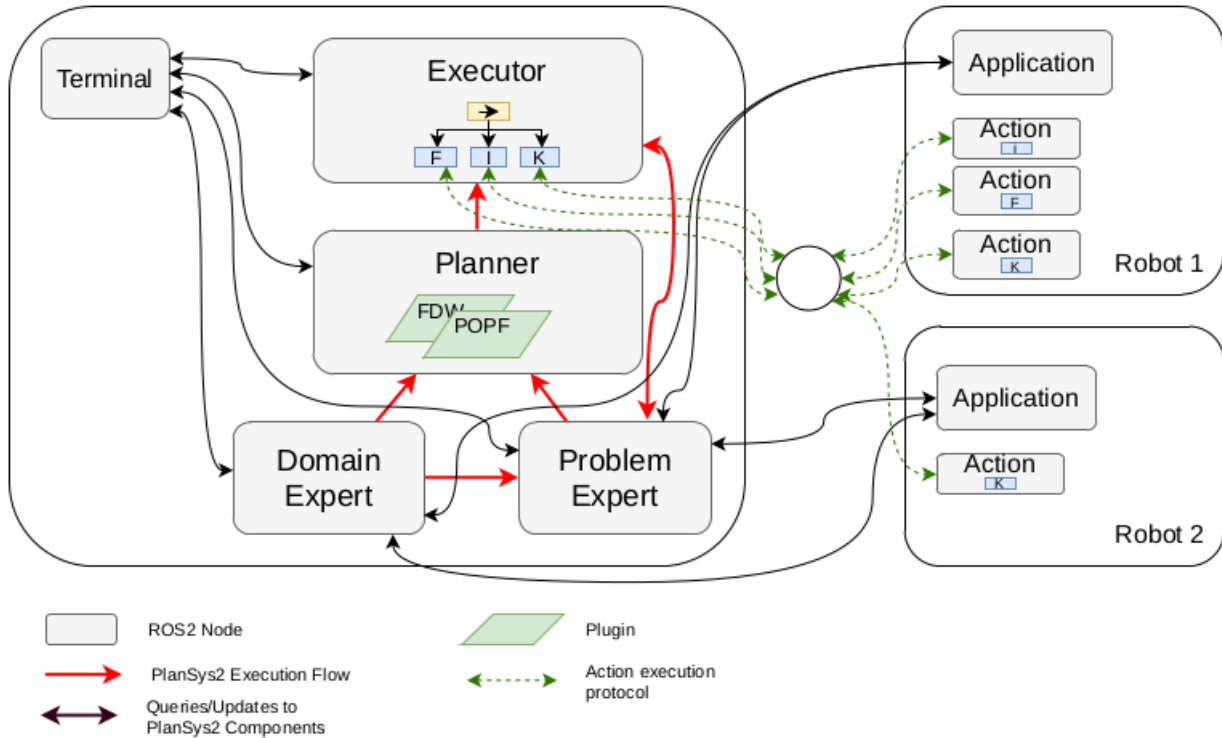 Terminal
Executor
F
I
K
Planner
FDW
POPF
Domain
Expert
Problem
Expert
Application
Action
i
Action
F
Action
K
Robot 1
Application
Action
K
Robot 2
ROS2 Node
PlanSys2 Execution Flow
Queries/Updates to
PlanSys2 Components
Plugin
Action execution
protocol